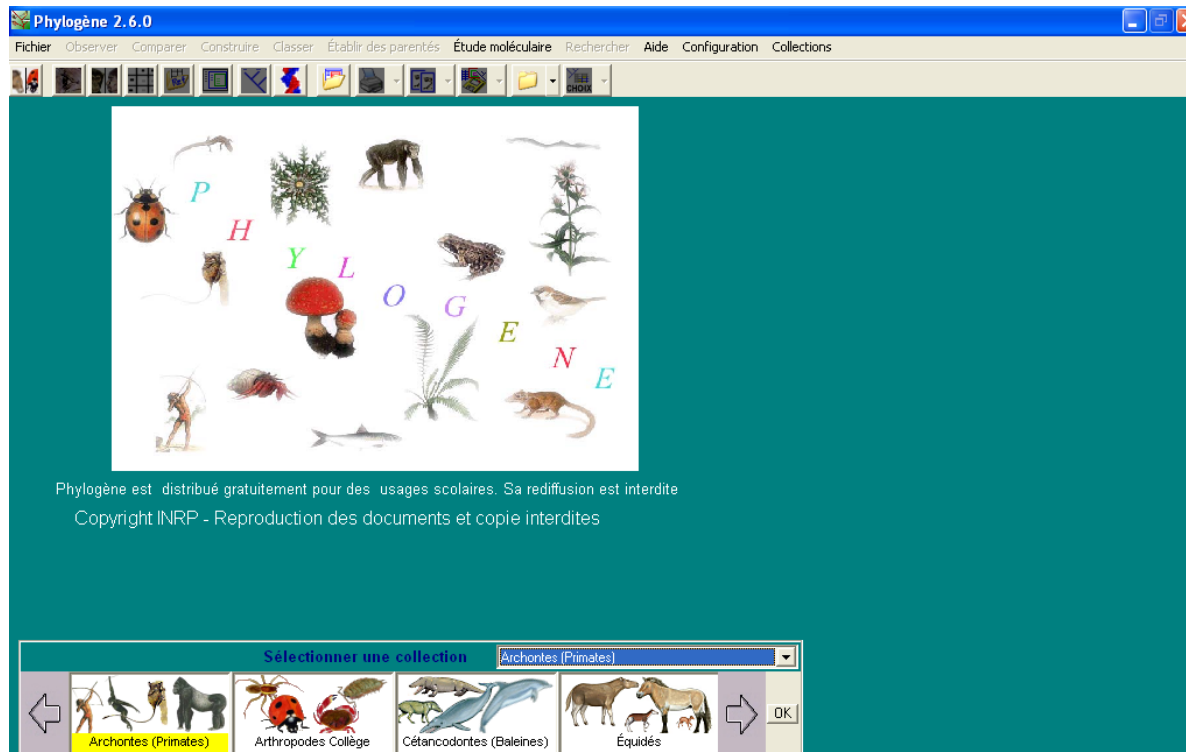 Phylogène 2.6.0
Fichier Observer Comparer Construire Classer Établir des parentés Étude moléculaire Rechercher Aide Configuration Collections
CHOIX
P
H
Y
L
O
G
E
N
E
Phylogène est distribué gratuitement pour des usages scolaires. Sa rediffusion est interdite
Copyright INRP - Reproduction des documents et copie interdites
Sélectionner une collection Archontes (Primates)
Archontes (Primates) Arthropodes Collège Cétancodontes (Baleines) Équidés OK